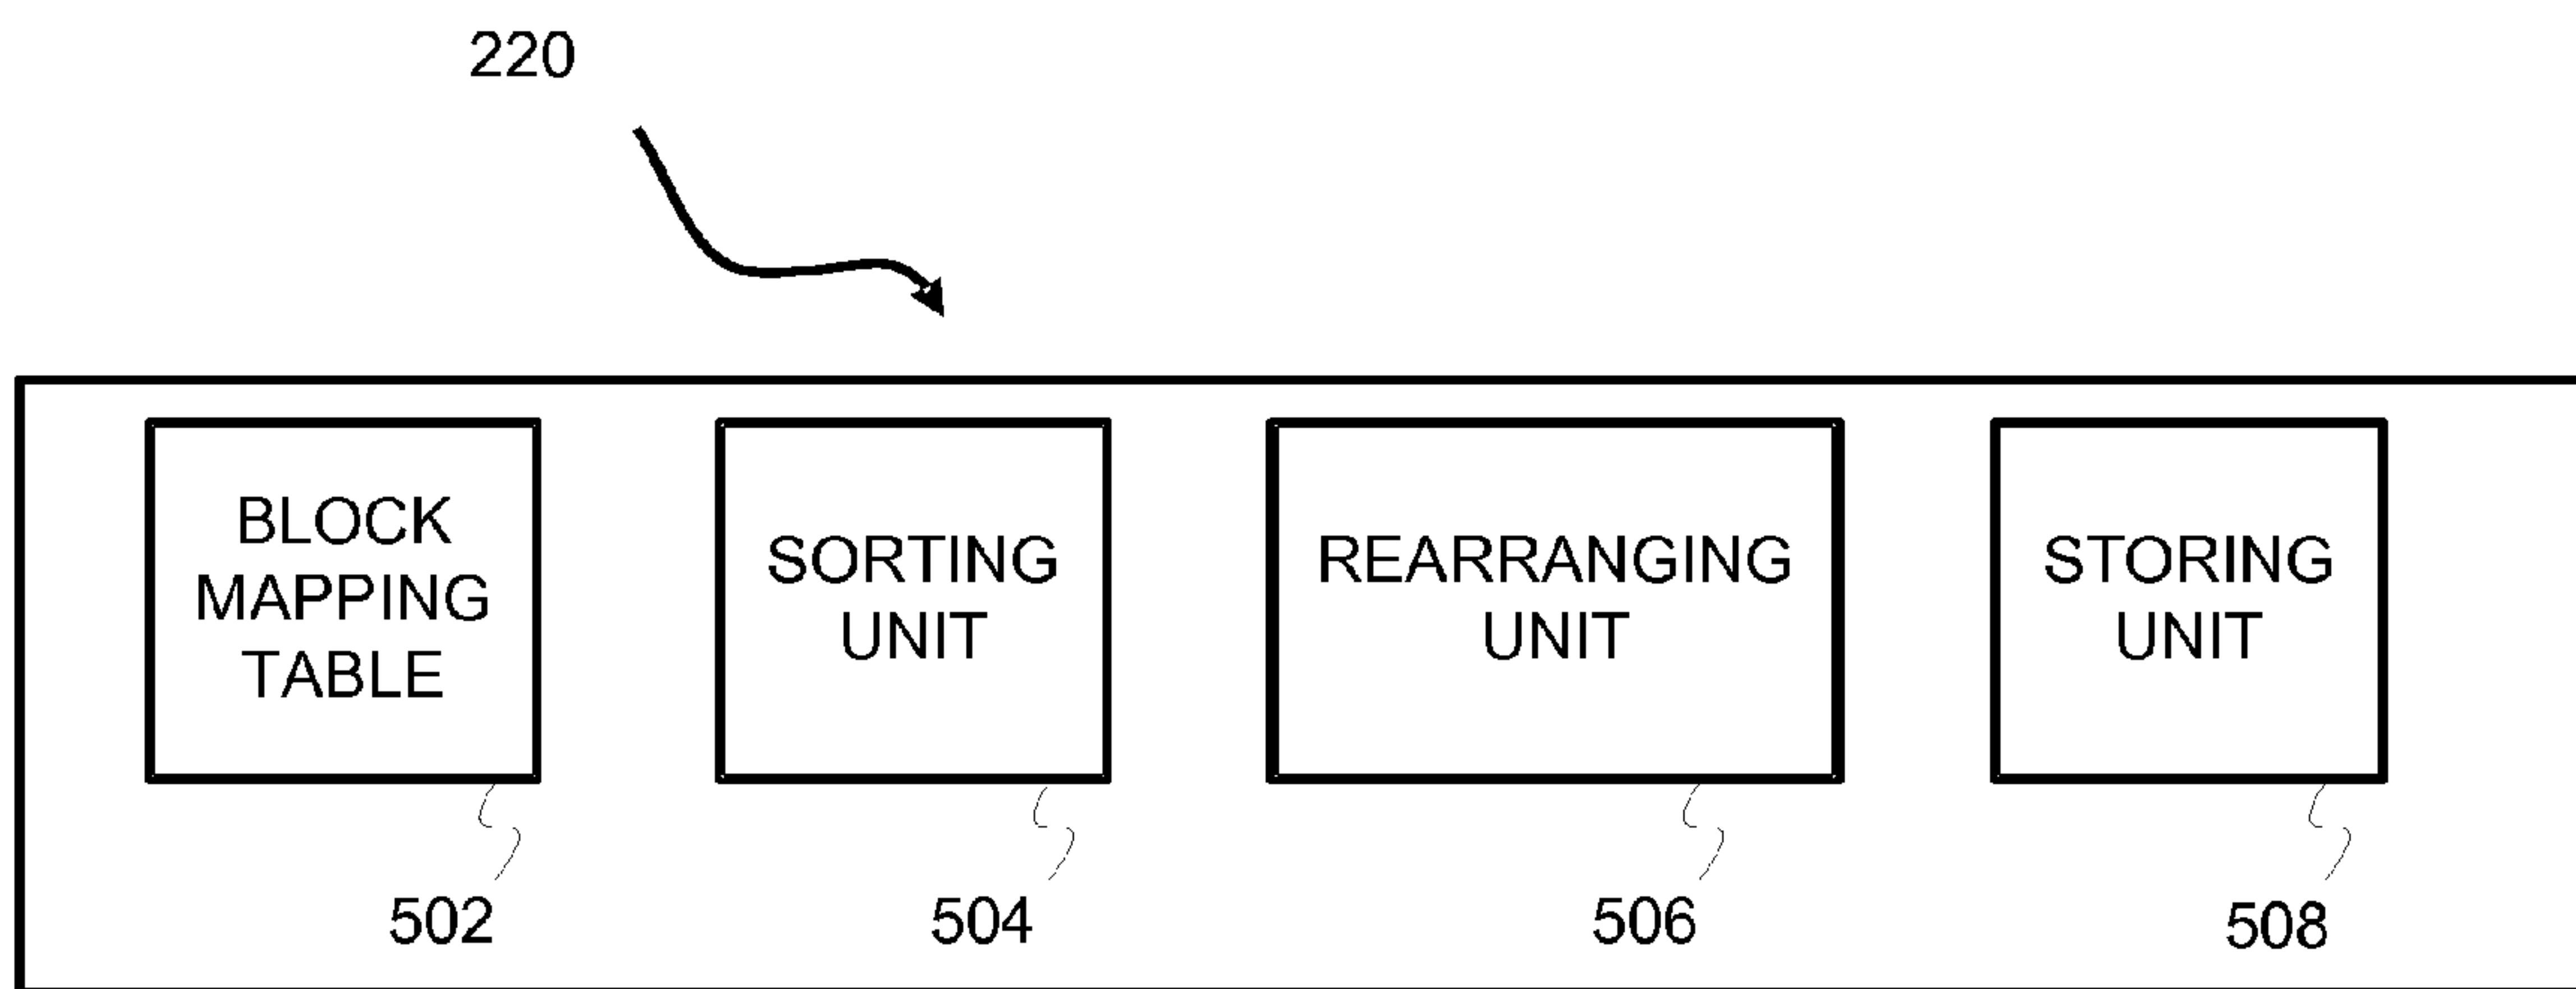 220
BLOCK
MAPPING
TABLE
SORTING
UNIT
REARRANGING
UNIT
STORING
UNIT
502
504
506
508